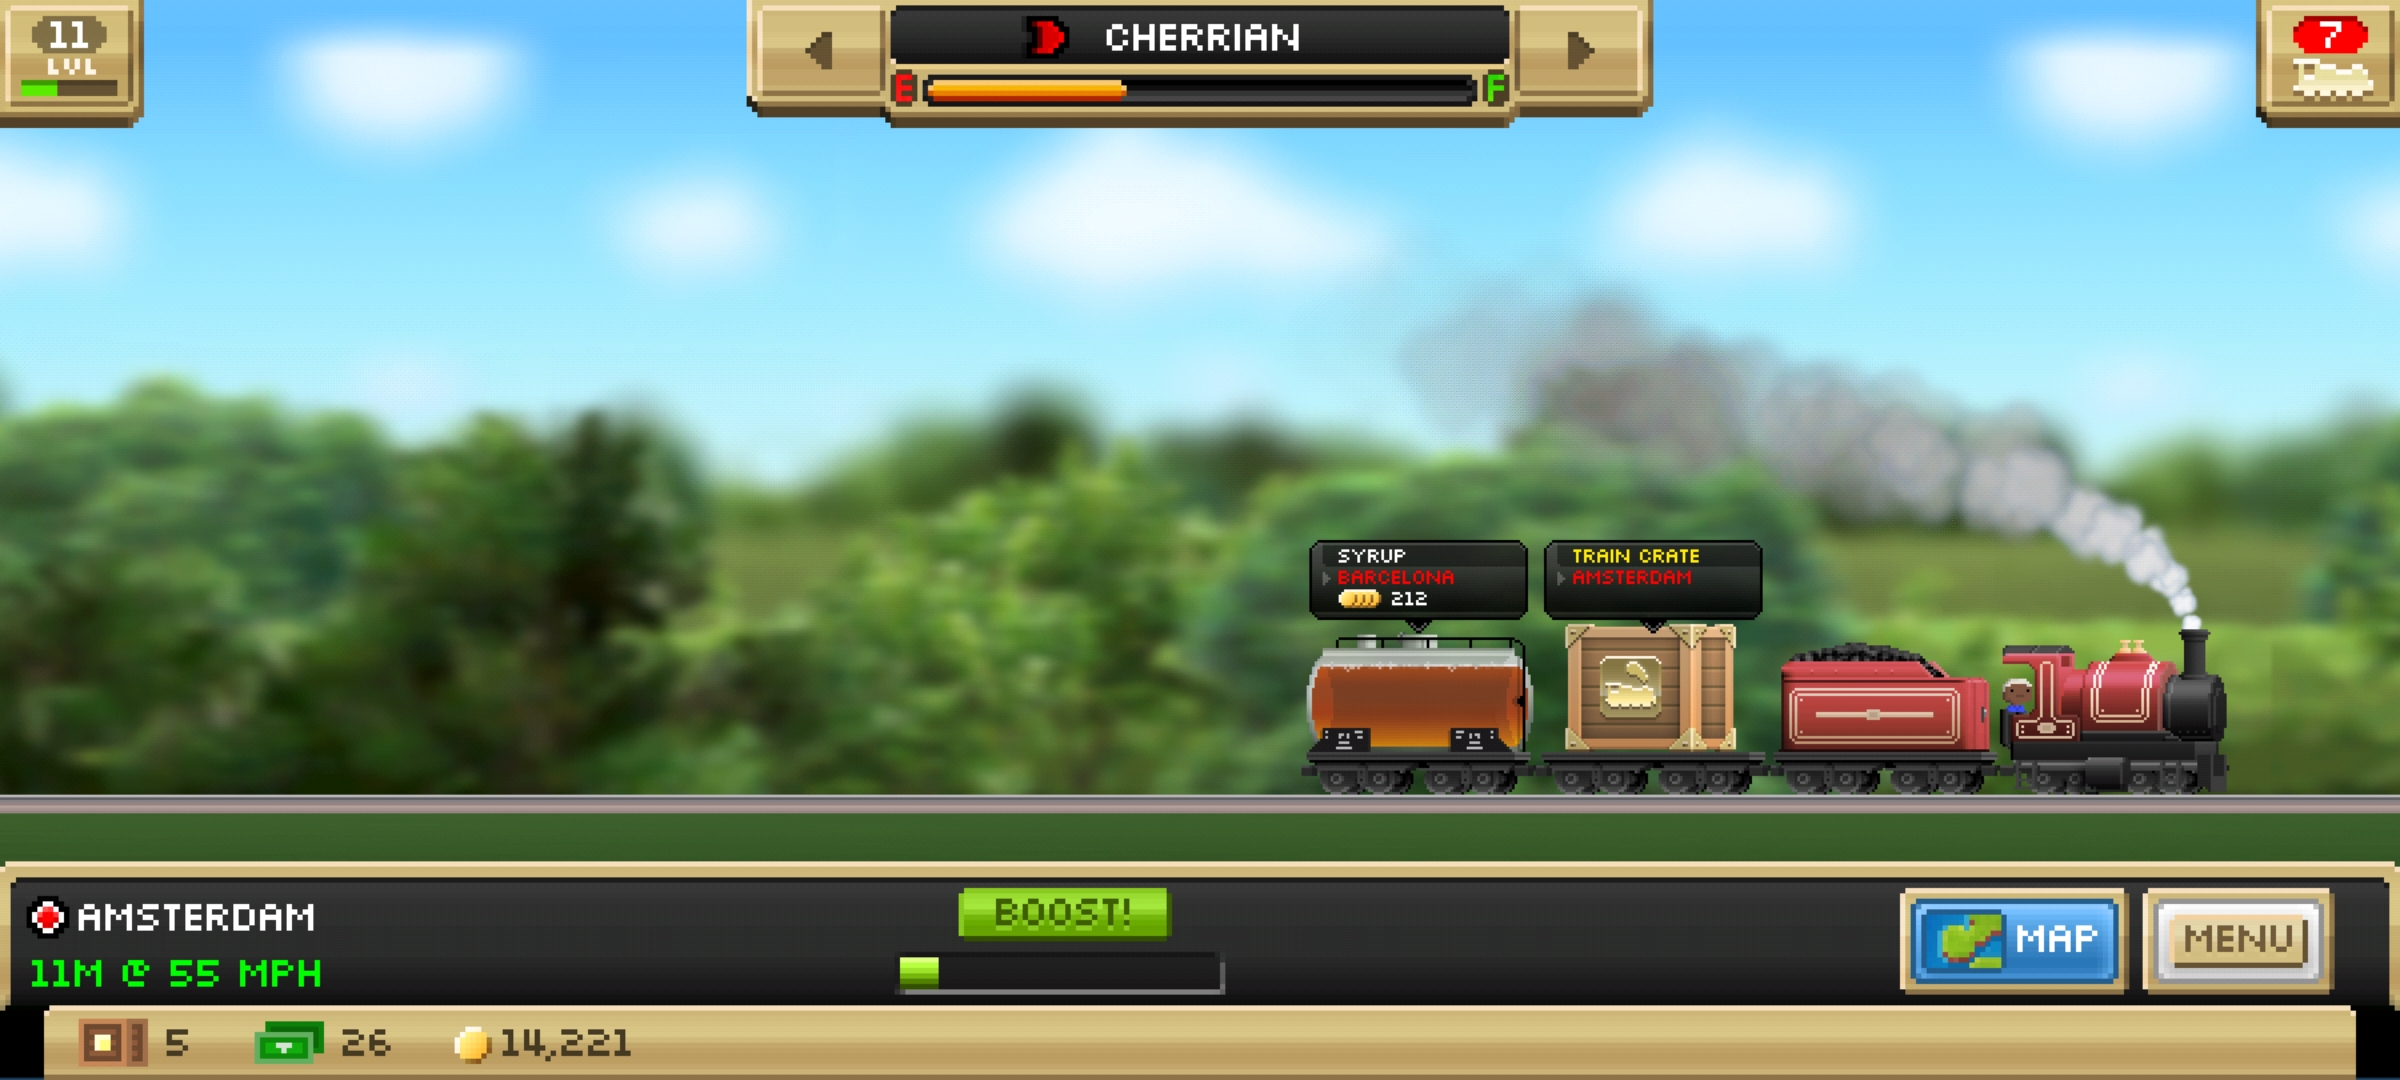 11
LVL
CHERRIAN
E
F
7
SYRUP
BARCELONA
212
TRAIN CRATE
AMSTERDAM
AMSTERDAM
11M @ 55 MPH
BOOST!
MAP
MENU
5
26
14,221